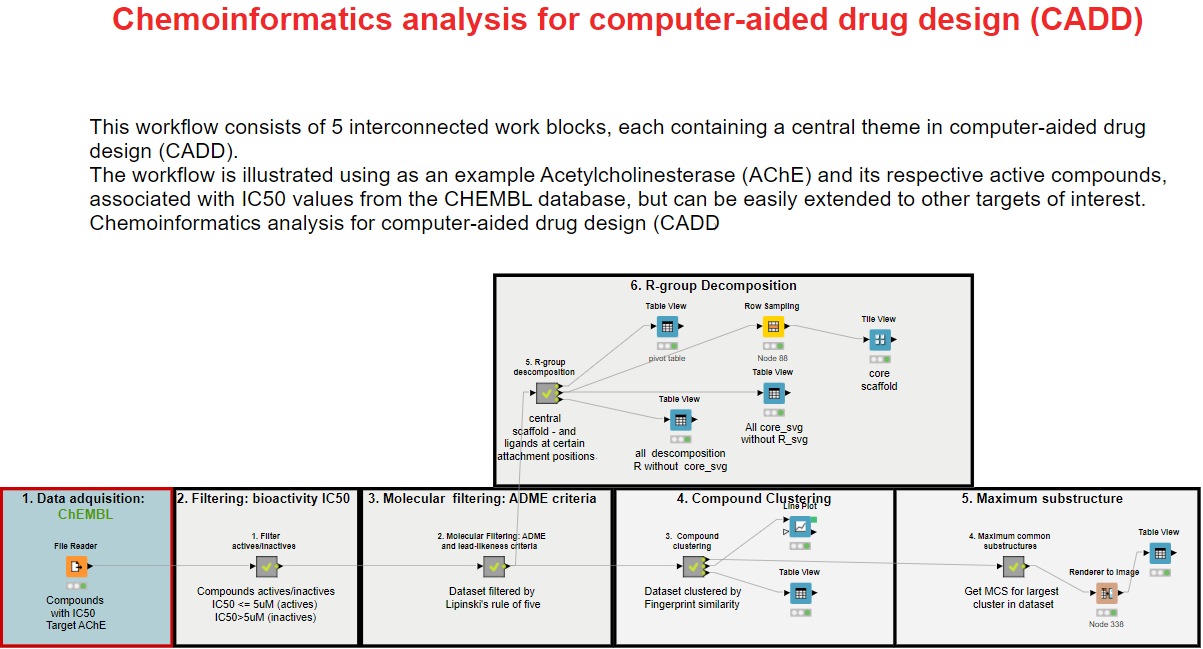 Chemoinformatics analysis for computer-aided drug design (CADD)
This workflow consists of 5 interconnected work blocks, each containing a central theme in computer-aided drug
design (CADD).
The workflow is illustrated using as an example Acetylcholinesterase (AChE) and its respective active compounds,
associated with IC50 values from the CHEMBL database, but can be easily extended to other targets of interest.
Chemoinformatics analysis for computer-aided drug design (CADD
6. R-group Decomposition
Table View
pivot table
Row Sampling
Node 88
Tile View
core
scaffold
5. R-group
descomposition
central
scaffold - and
ligands at certain
attachment positions.
Table View
All core_svg
without R_svg
Table View
all descomposition
R without core_svg
1. Data adquisition:
ChEMBL
File Reader
Compounds
with IC50
Target AChE
2. Filtering: bioactivity IC50
1. Filter
actives/inactives
Compounds actives/inactives
IC50 <= 5uM (actives)
IC50>5uM (inactives)
3. Molecular filtering: ADME criteria
2. Molecular Filtering: ADME
and lead-likeness criteria
Dataset filtered by
Lipinski's rule of five
4. Compound Clustering
3. Compound
clustering
Dataset clustered by
Fingerprint similarity
Line Plot
Table View
5. Maximum substructure
4. Maximum common
substructures
Get MCS for largest
cluster in dataset
Renderer to Image
Node 338
Table View